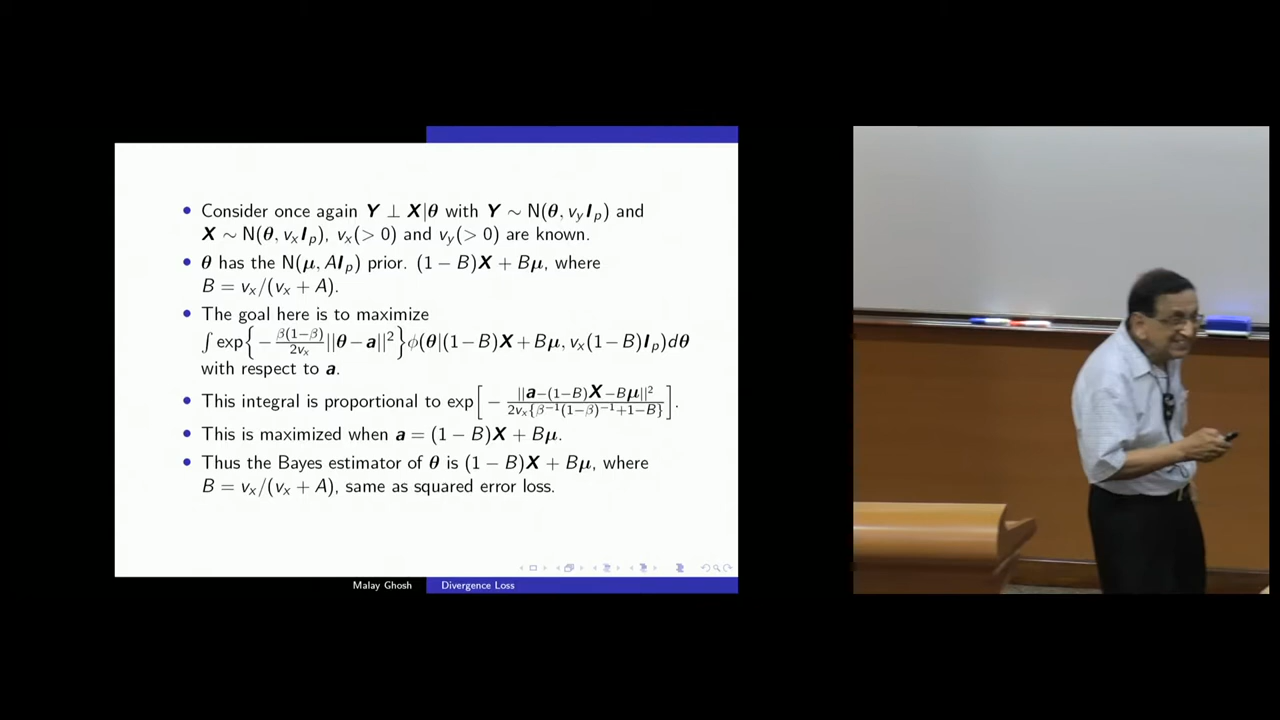 • Consider once again Y ⊥ X|θ with Y ∼ N(θ, v_y I_p) and
X ∼ N(θ, v_x I_p), v_x(> 0) and v_y(> 0) are known.
• θ has the N(μ, AI_p) prior. (1 − B)X + Bμ, where
B = v_x/(v_x + A).
• The goal here is to maximize
∫ exp{−\frac{β(1−β)}{2v_x}||θ−a||²}φ(θ|(1−B)X+Bμ, v_x(1−B)I_p)dθ
with respect to a.
• This integral is proportional to exp[−\frac{||a−(1−B)X−Bμ||²}{2v_x{β^{-1}(1−β)^{-1}+1−B}}].
• This is maximized when a = (1 − B)X + Bμ.
• Thus the Bayes estimator of θ is (1 − B)X + Bμ, where
B = v_x/(v_x + A), same as squared error loss.
Malay Ghosh Divergence Loss